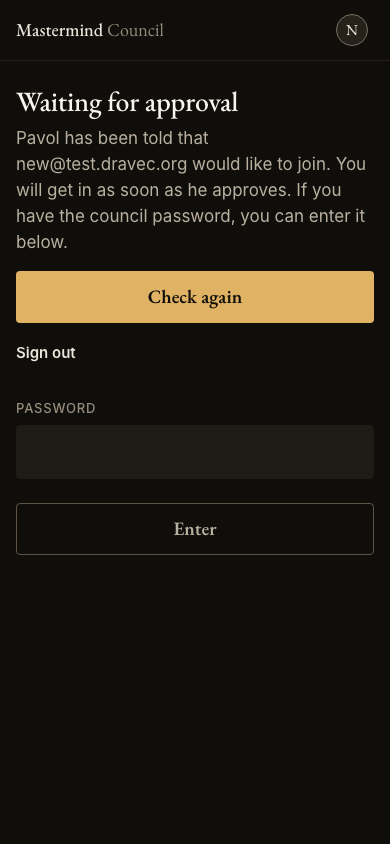 Mastermind Council
N
Waiting for approval
Pavol has been told that
new@test.dravec.org would like to join. You
will get in as soon as he approves. If you
have the council password, you can enter it
below.
Check again
Sign out
PASSWORD
Enter